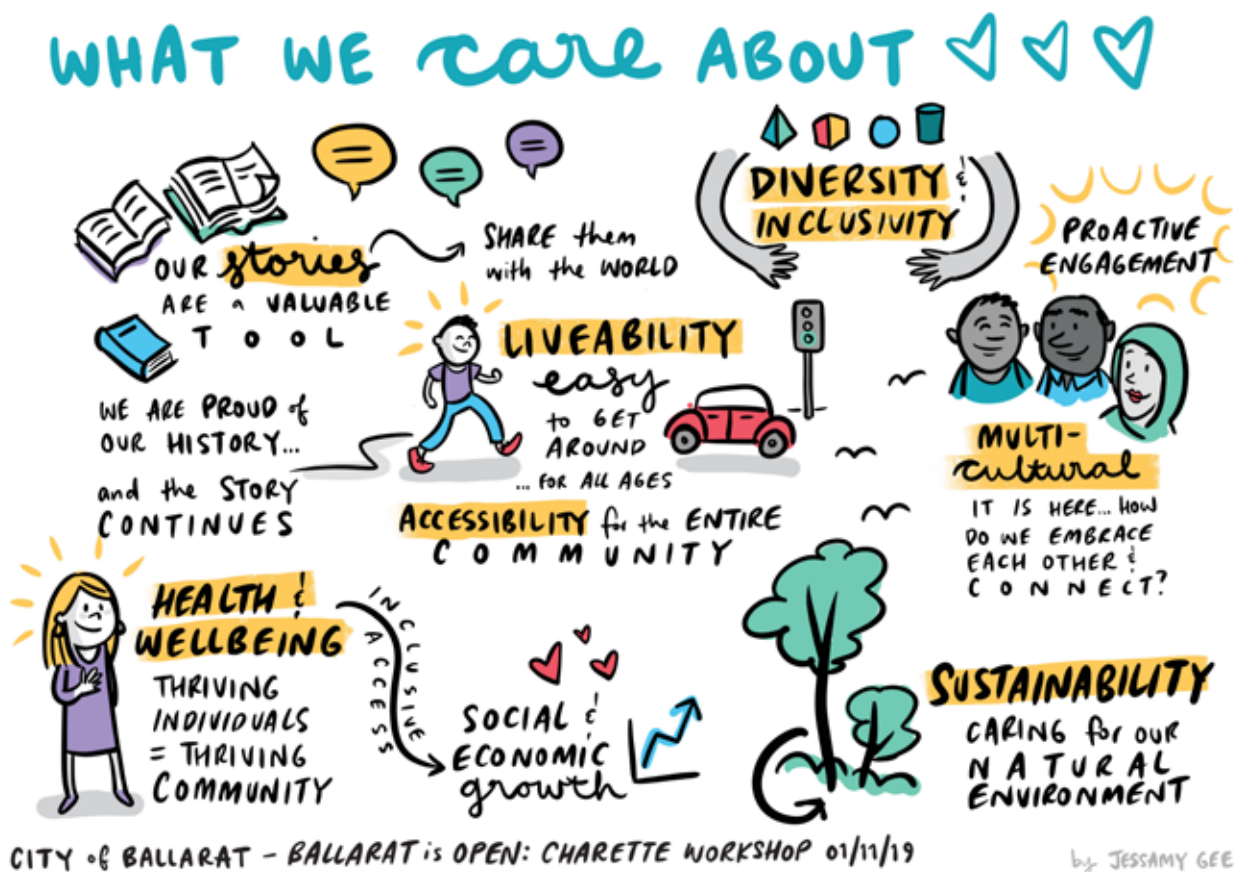 WHAT WE care ABOUT
OUR stories
ARE a VALUABLE
TOOL
SHARE them
with the WORLD
WE ARE PROUD of
OUR HISTORY...
and the STORY
CONTINUES
DIVERSITY &
INCLUSIVITY
PROACTIVE
ENGAGEMENT
LIVEABILITY
easy
to GET
AROUND
... FOR ALL AGES
ACCESSIBILITY for the ENTIRE
COMMUNITY
MULTI-
cultural
IT IS HERE... HOW
DO WE EMBRACE
EACH OTHER &
CONNECT?
HEALTH &
WELLBEING
THRIVING
INDIVIDUALS
= THRIVING
COMMUNITY
INCLUSIVE
ACCESS
SOCIAL &
ECONOMIC
growth
SUSTAINABILITY
CARING for OUR
NATURAL
ENVIRONMENT
CITY of BALLARAT - BALLARAT is OPEN: CHARETTE WORKSHOP 01/11/19
by JESSAMY GEE